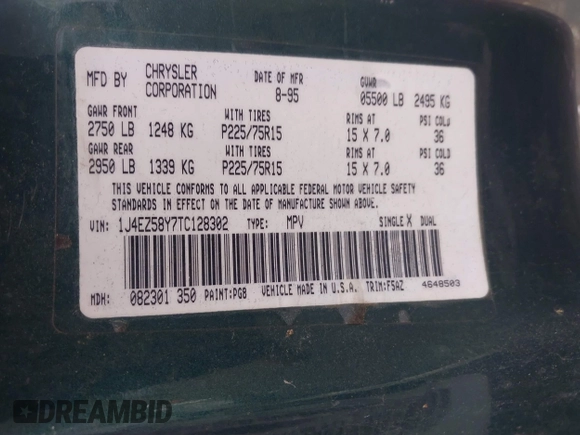 MFD BY CHRYSLER CORPORATION DATE OF MFR 8-95 GVWR 05500 LB 2495 KG
GAWR FRONT WITH TIRES RIMS AT PSI COLD
2750 LB 1248 KG P225/75R15 15 X 7.0 36
GAWR REAR WITH TIRES RIMS AT PSI COLD
2950 LB 1339 KG P225/75R15 15 X 7.0 36
THIS VEHICLE CONFORMS TO ALL APPLICABLE FEDERAL MOTOR VEHICLE SAFETY
STANDARDS IN EFFECT ON THE DATE OF MANUFACTURE SHOWN ABOVE.
VIN: 1J4EZ58Y7TC128302 TYPE: MPV SINGLE X DUAL
MDH: 082301 350 PAINT:PG8 VEHICLE MADE IN U.S.A. TRIM:F5AZ 4648503
DREAMBID